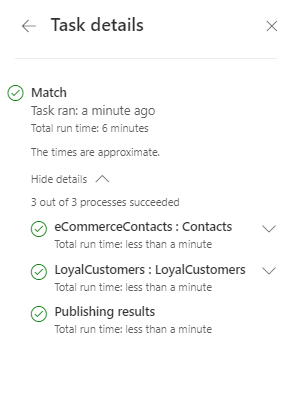 Task details
Match
Task ran: a minute ago
Total run time: 6 minutes
The times are approximate.
Hide details
3 out of 3 processes succeeded
eCommerceContacts : Contacts
Total run time: less than a minute
LoyalCustomers : LoyalCustomers
Total run time: less than a minute
Publishing results
Total run time: less than a minute